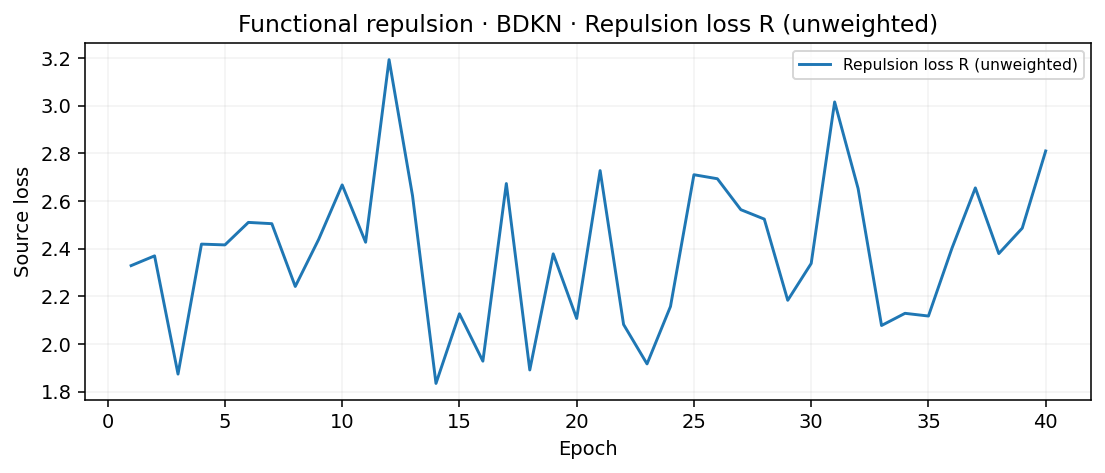 Functional repulsion · BDKN · Repulsion loss R (unweighted)
Repulsion loss R (unweighted)
Source loss
3.2
3.0
2.8
2.6
2.4
2.2
2.0
1.8
0 5 10 15 20 25 30 35 40
Epoch